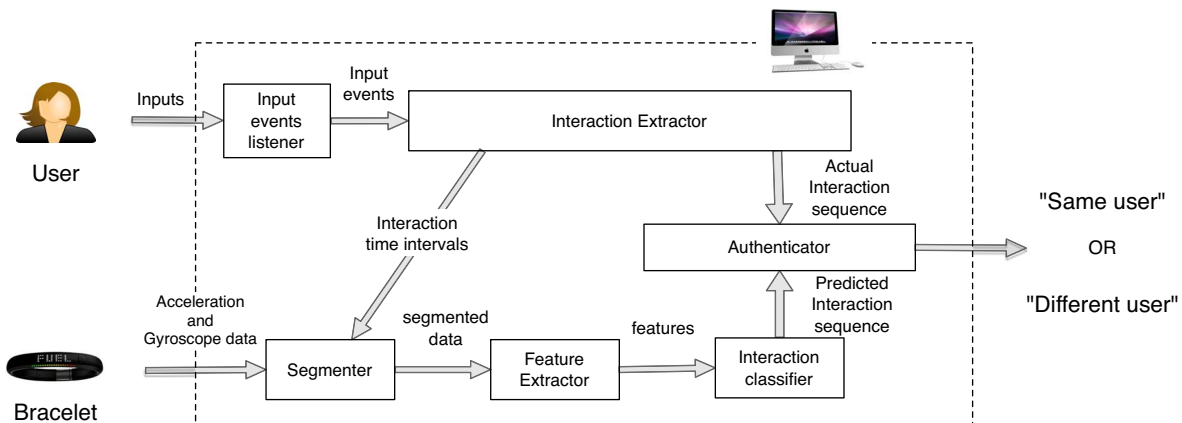 Inputs
Input
events
listener
Input
events
Interaction Extractor
User
Actual
Interaction
sequence
"Same user"
OR
"Different user"
Interaction
time intervals
Authenticator
Predicted
Interaction
sequence
Acceleration
and
Gyroscope data
segmented
data
features
FUEL
Segmenter
Feature
Extractor
Interaction
classifier
Bracelet